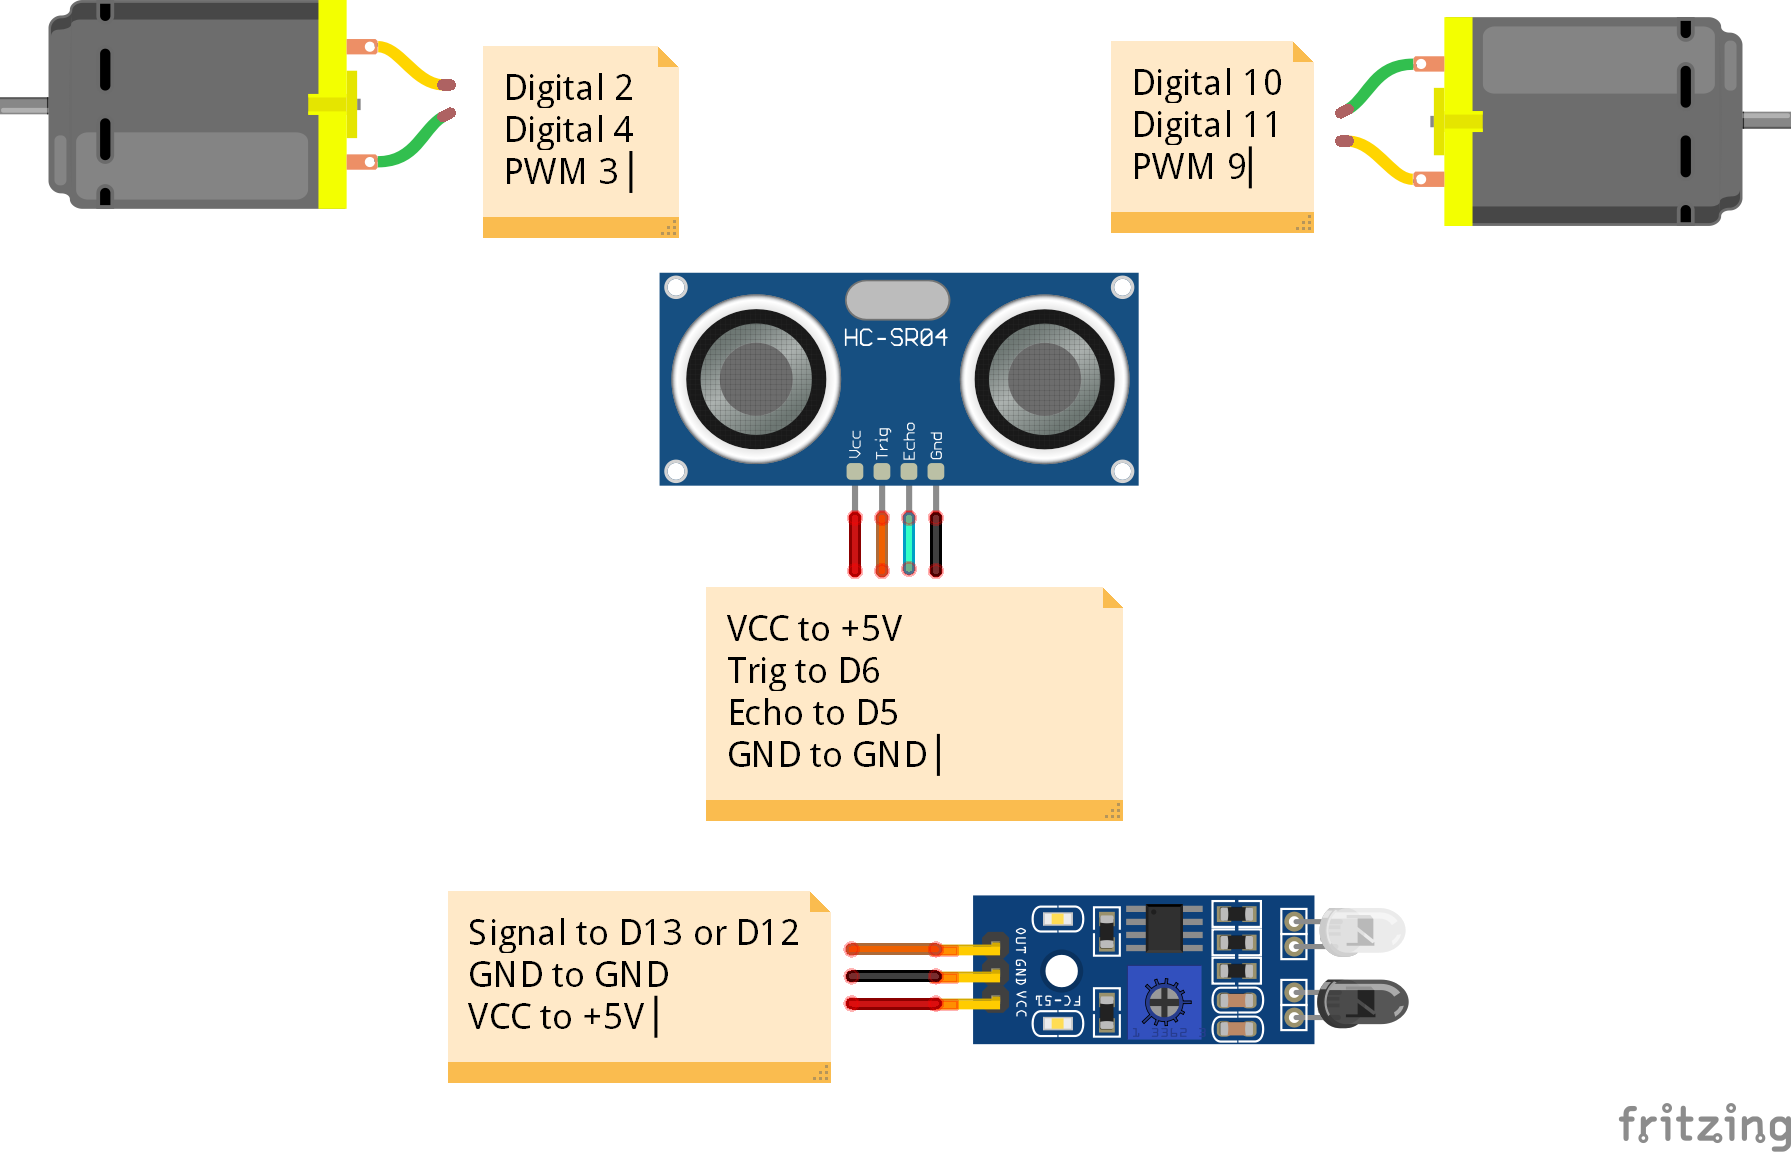 Digital 2
Digital 4
PWM 3
Digital 10
Digital 11
PWM 9
HC-SR04
Vcc
Trig
Echo
Gnd
VCC to +5V
Trig to D6
Echo to D5
GND to GND
Signal to D13 or D12
GND to GND
VCC to +5V
OUT GND VCC
FC-51
1 3362
fritzing